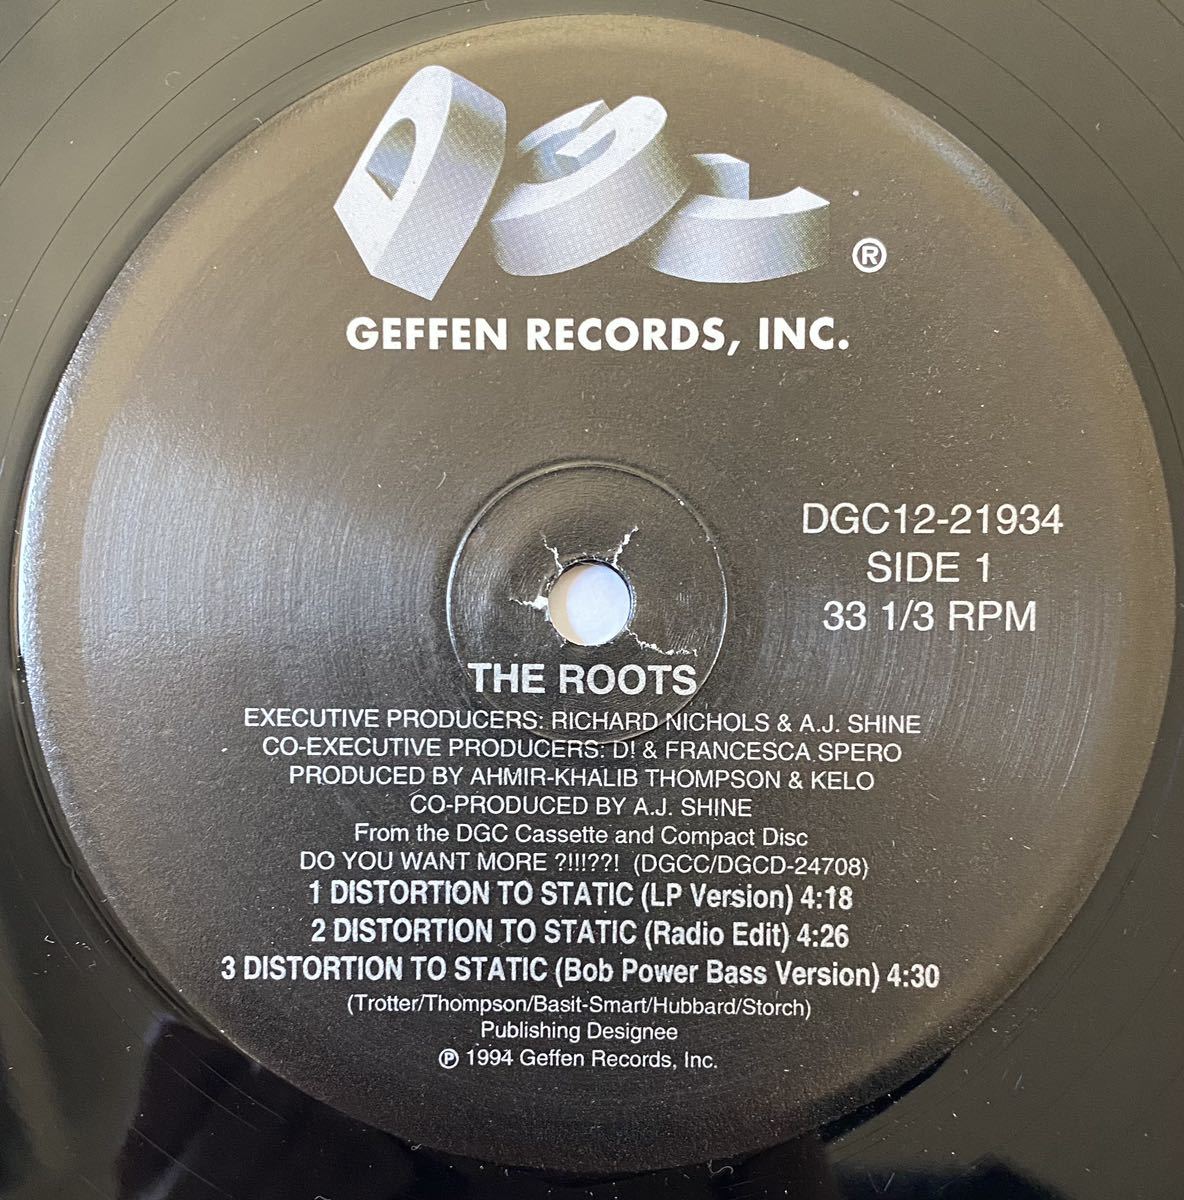 DGC
®
GEFFEN RECORDS, INC.
DGC12-21934
SIDE 1
33 1/3 RPM
THE ROOTS
EXECUTIVE PRODUCERS: RICHARD NICHOLS & A.J. SHINE
CO-EXECUTIVE PRODUCERS: D! & FRANCESCA SPERO
PRODUCED BY AHMIR-KHALIB THOMPSON & KELO
CO-PRODUCED BY A.J. SHINE
From the DGC Cassette and Compact Disc
DO YOU WANT MORE ?!!!??! (DGCC/DGCD-24708)
1 DISTORTION TO STATIC (LP Version) 4:18
2 DISTORTION TO STATIC (Radio Edit) 4:26
3 DISTORTION TO STATIC (Bob Power Bass Version) 4:30
(Trotter/Thompson/Basit-Smart/Hubbard/Storch)
Publishing Designee
℗ 1994 Geffen Records, Inc.